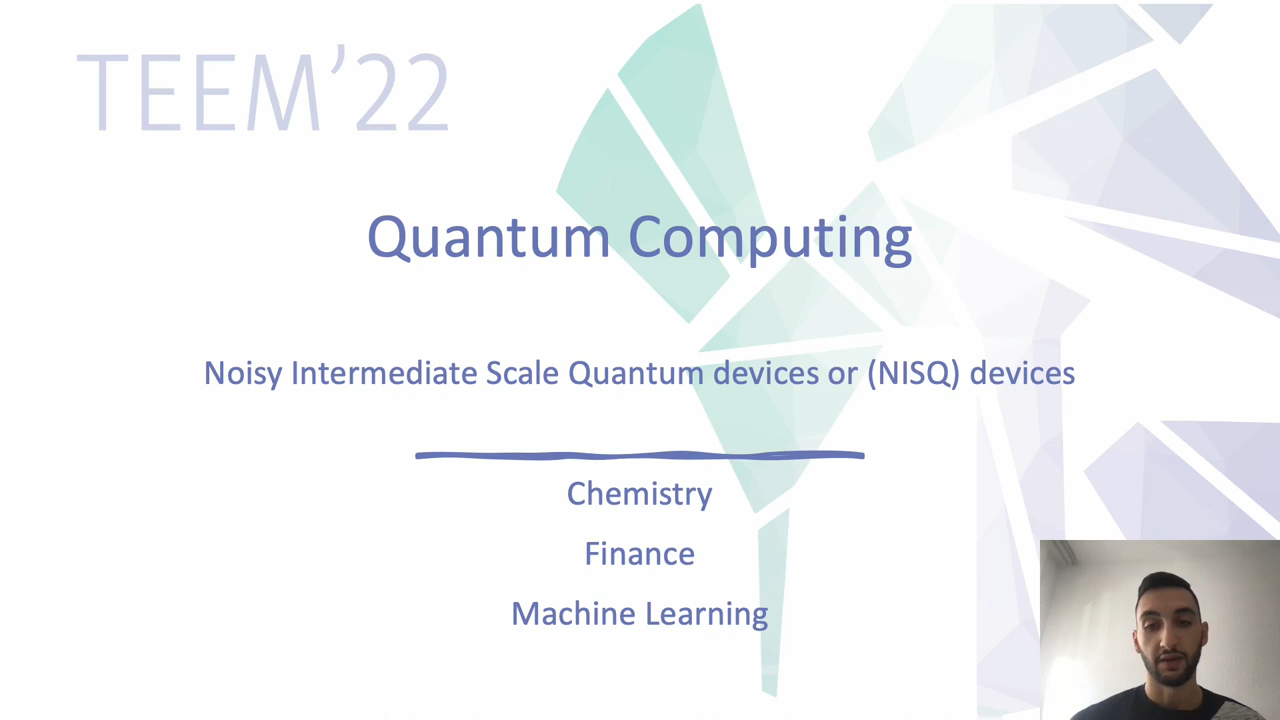 TEEM’22
Quantum Computing
Noisy Intermediate Scale Quantum devices or (NISQ) devices
Chemistry
Finance
Machine Learning